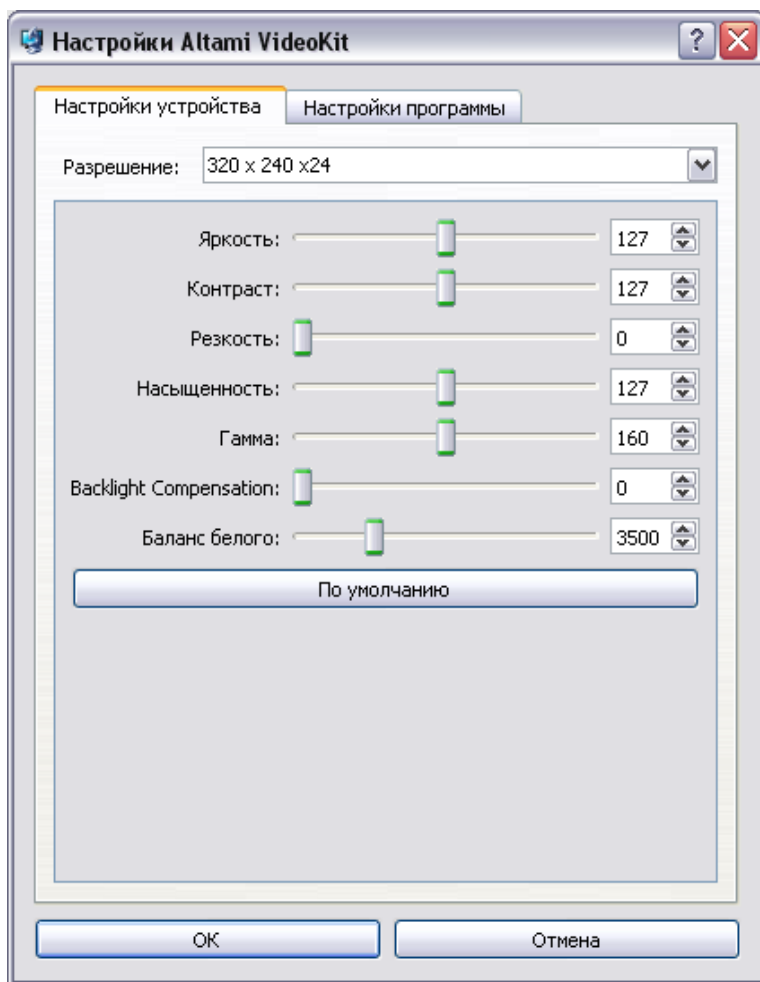 Настройки Altami VideoKit
Настройки устройства Настройки программы
Разрешение: 320 x 240 x24
Яркость: 127
Контраст: 127
Резкость: 0
Насыщенность: 127
Гамма: 160
Backlight Compensation: 0
Баланс белого: 3500
По умолчанию
ОК Отмена